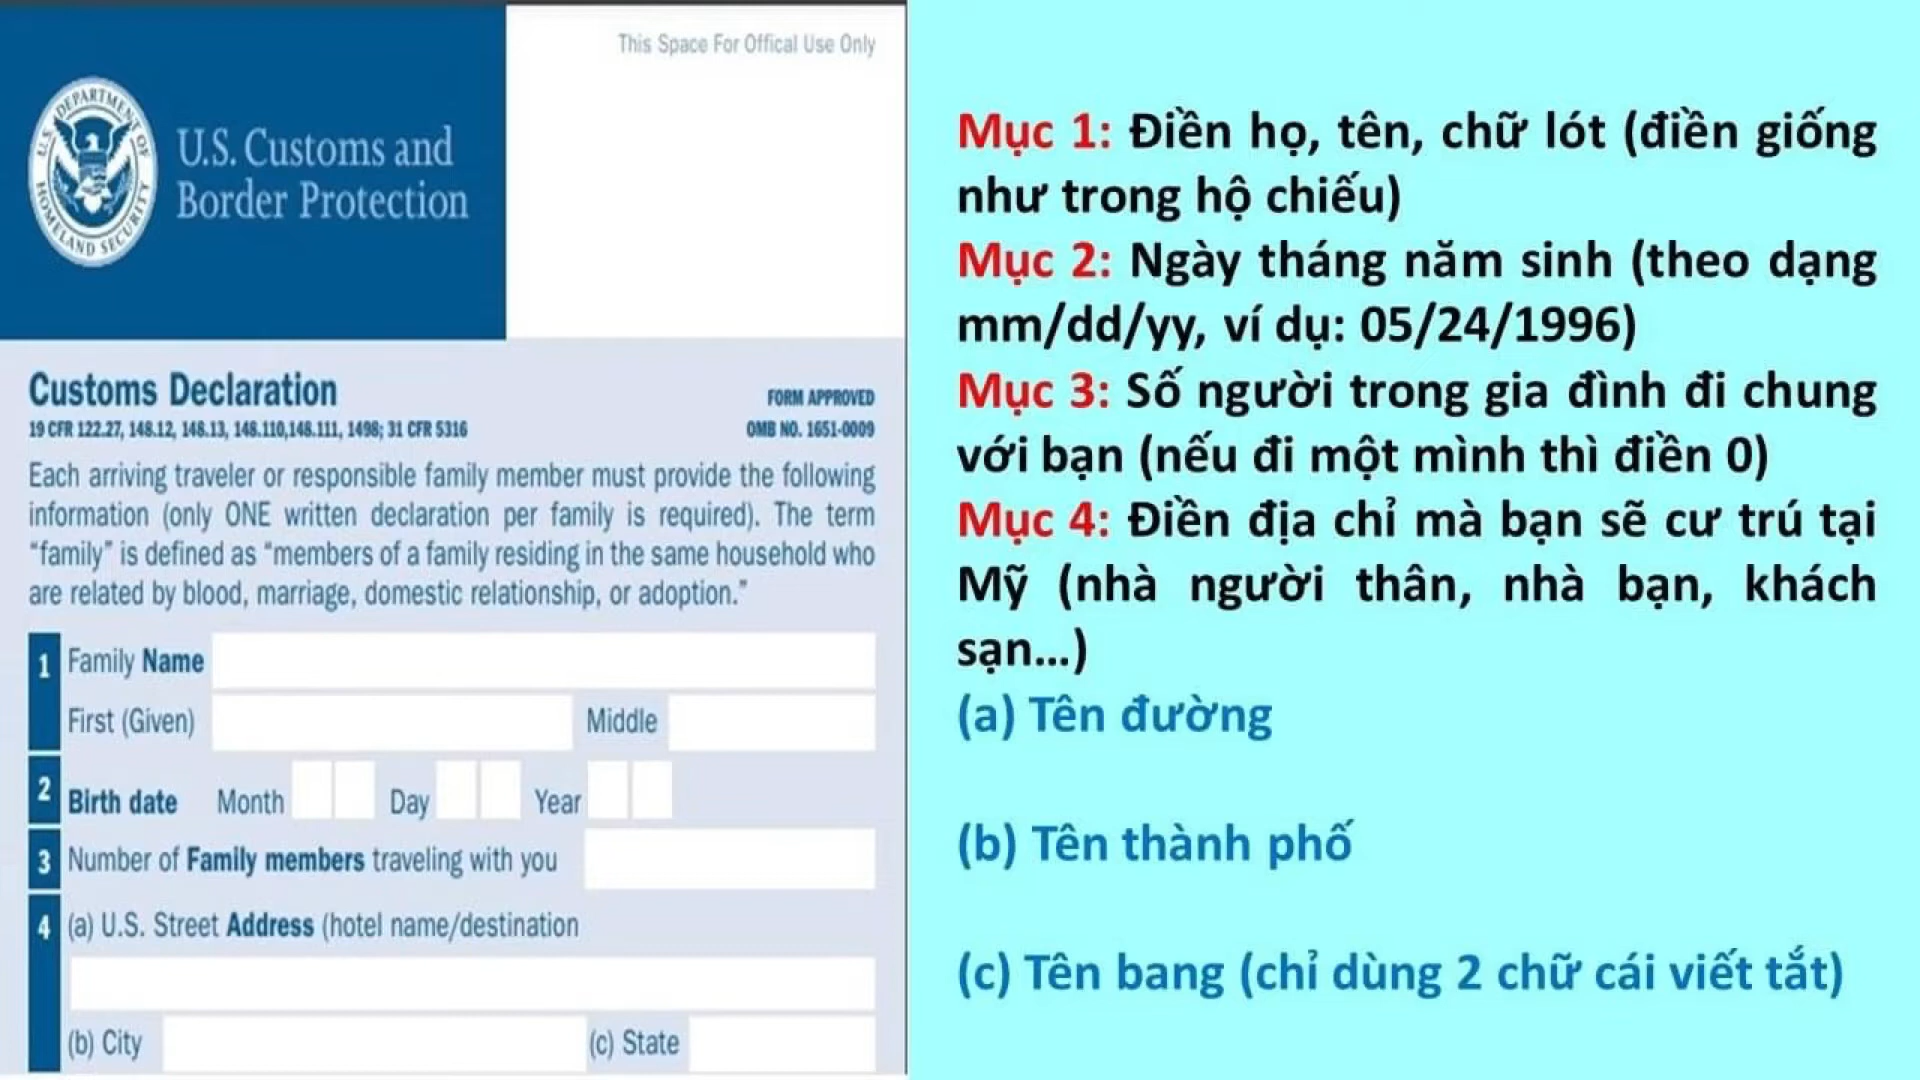 This Space For Offical Use Only
U.S. DEPARTMENT OF
HOMELAND SECURITY
U.S. Customs and
Border Protection
Customs Declaration
19 CFR 122.27, 148.12, 148.13, 148.110,148.111, 1498; 31 CFR 5316
FORM APPROVED
OMB NO. 1651-0009
Each arriving traveler or responsible family member must provide the following
information (only ONE written declaration per family is required). The term
“family” is defined as “members of a family residing in the same household who
are related by blood, marriage, domestic relationship, or adoption.”
1 Family Name
First (Given) Middle
2 Birth date Month Day Year
3 Number of Family members traveling with you
4 (a) U.S. Street Address (hotel name/destination
(b) City (c) State
Mục 1: Điền họ, tên, chữ lót (điền giống
như trong hộ chiếu)
Mục 2: Ngày tháng năm sinh (theo dạng
mm/dd/yy, ví dụ: 05/24/1996)
Mục 3: Số người trong gia đình đi chung
với bạn (nếu đi một mình thì điền 0)
Mục 4: Điền địa chỉ mà bạn sẽ cư trú tại
Mỹ (nhà người thân, nhà bạn, khách
sạn...)
(a) Tên đường
(b) Tên thành phố
(c) Tên bang (chỉ dùng 2 chữ cái viết tắt)